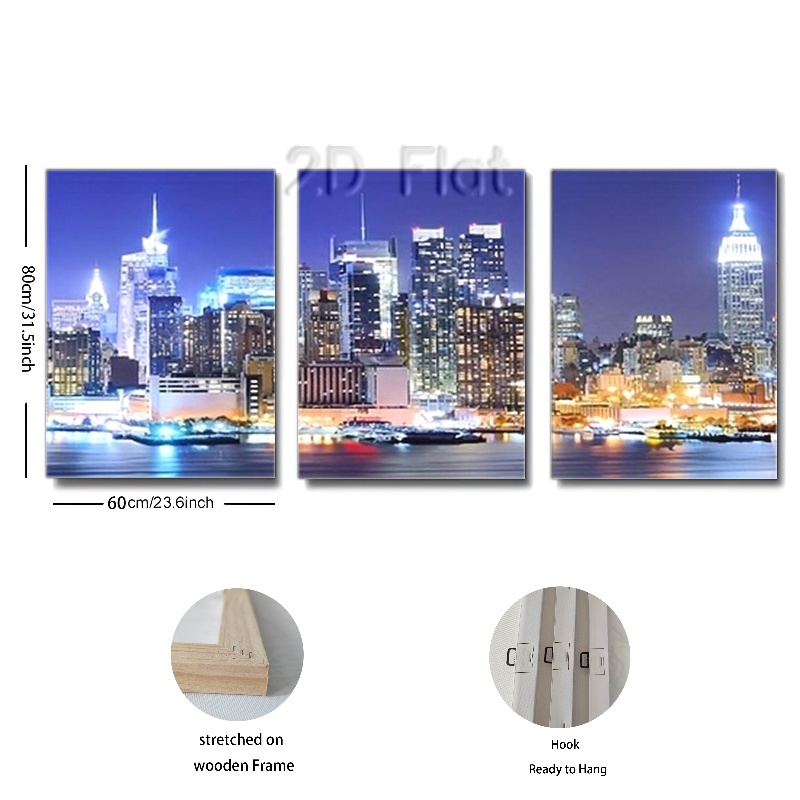 2D Flat
80cm/31.5inch
60cm/23.6inch
stretched on
wooden Frame
Hook
Ready to Hang